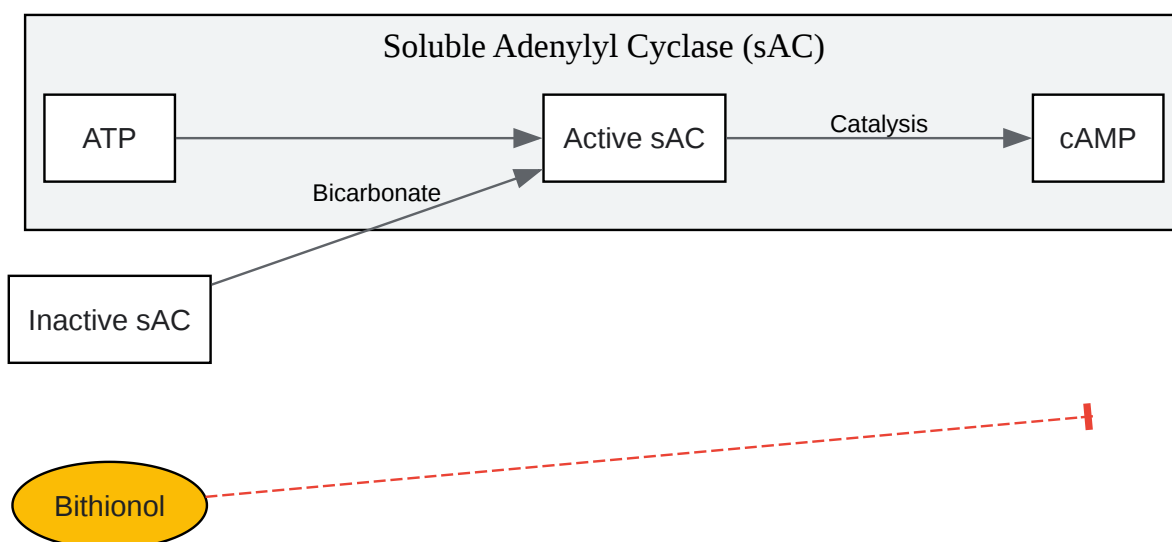 Soluble Adenylyl Cyclase (sAC)
ATP
Active sAC
Catalysis
cAMP
Bicarbonate
Inactive sAC
Bithionol